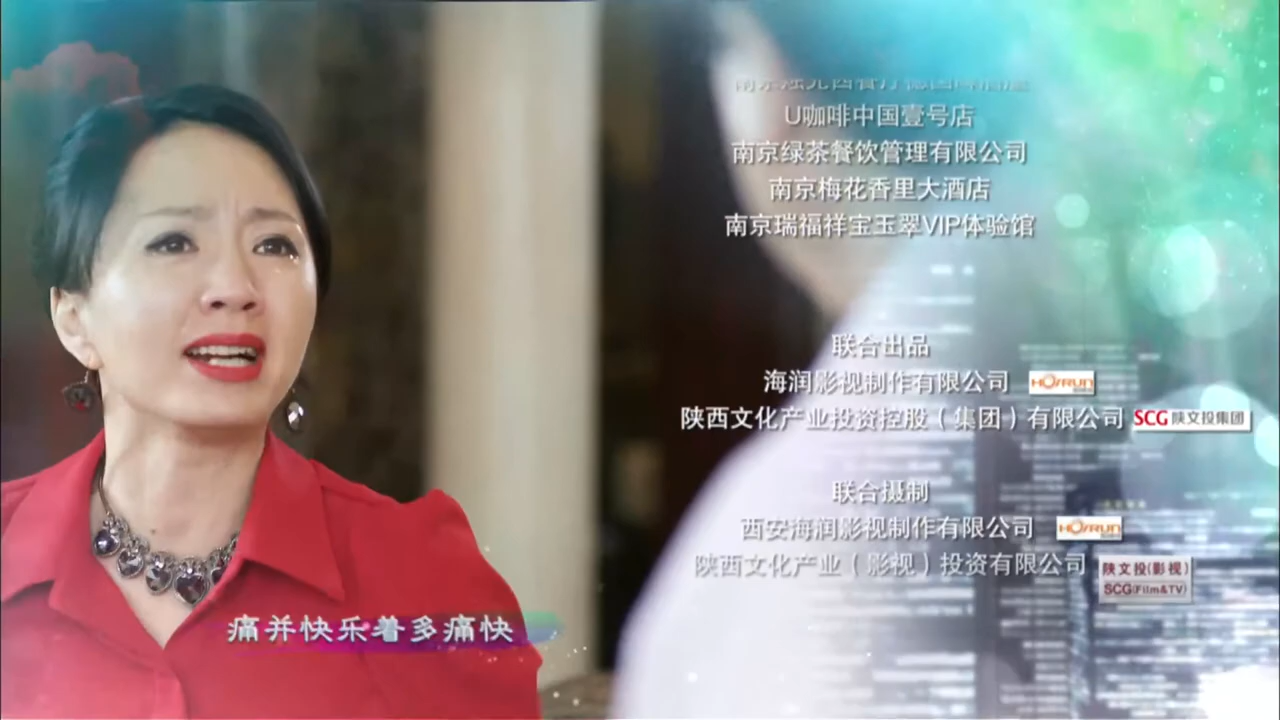 U咖啡中国壹号店
南京绿茶餐饮管理有限公司
南京梅花香里大酒店
南京瑞福祥宝玉翠VIP体验馆
联合出品
海润影视制作有限公司 HOYRUN
陕西文化产业投资控股（集团）有限公司 SCG 陕文投集团
联合摄制
西安海润影视制作有限公司 HOYRUN
陕西文化产业（影视）投资有限公司 陕文投(影视)
SCG(Film&TV)
痛并快乐着多痛快